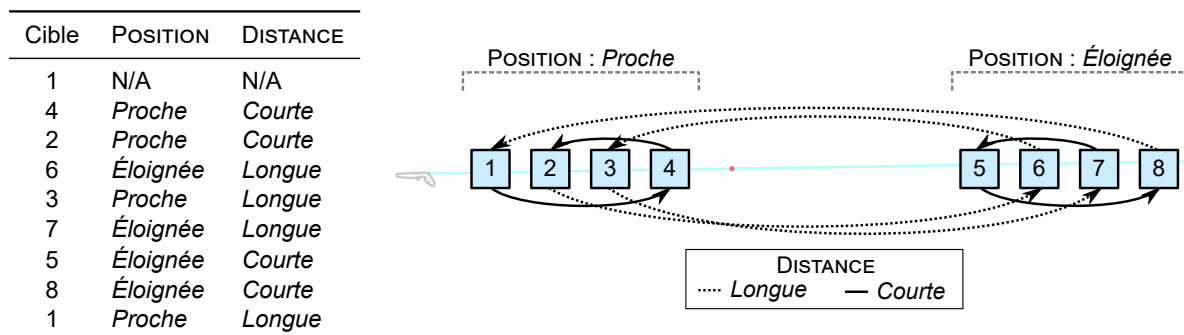 Cible POSITION DISTANCE
1 N/A N/A
4 Proche Courte
2 Proche Courte
6 Éloignée Longue
3 Proche Longue
7 Éloignée Longue
5 Éloignée Courte
8 Éloignée Courte
1 Proche Longue
POSITION : Proche
POSITION : Éloignée
1 2 3 4 5 6 7 8
DISTANCE
Longue Courte